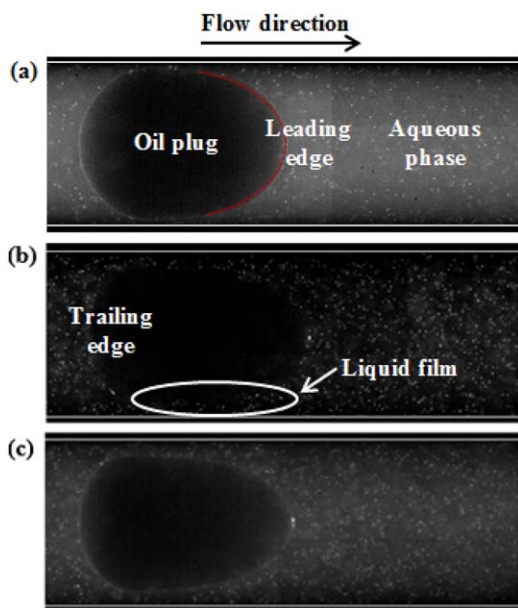 Flow direction
(a)
Oil plug
Leading
edge
Aqueous
phase
(b)
Trailing
edge
Liquid film
(c)